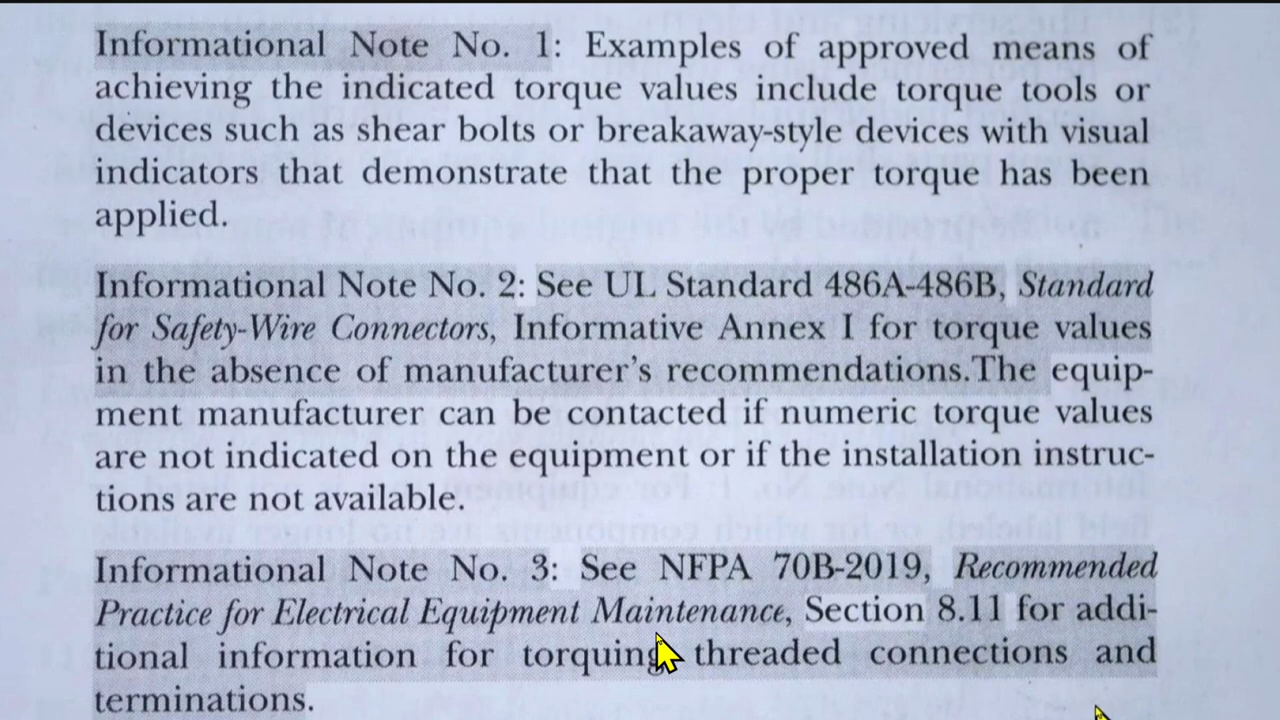 Informational Note No. 1: Examples of approved means of
achieving the indicated torque values include torque tools or
devices such as shear bolts or breakaway-style devices with visual
indicators that demonstrate that the proper torque has been
applied.
Informational Note No. 2: See UL Standard 486A-486B, Standard
for Safety-Wire Connectors, Informative Annex I for torque values
in the absence of manufacturer's recommendations.The equip-
ment manufacturer can be contacted if numeric torque values
are not indicated on the equipment or if the installation instruc-
tions are not available.
Informational Note No. 3: See NFPA 70B-2019, Recommended
Practice for Electrical Equipment Maintenance, Section 8.11 for addi-
tional information for torquing threaded connections and
terminations.